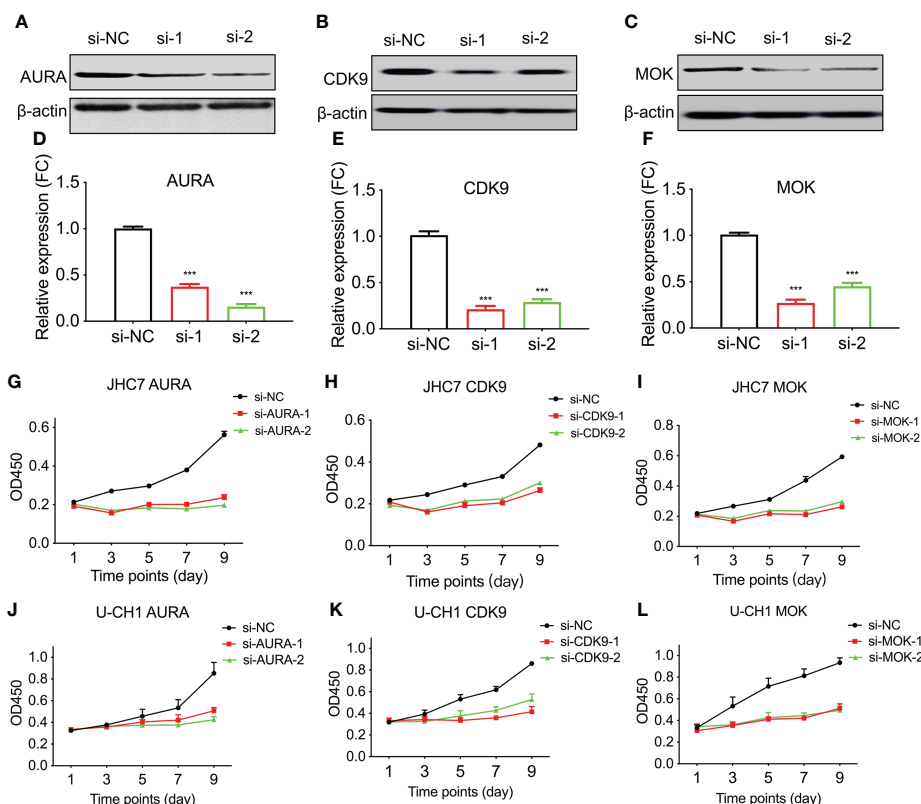 A
si-NC si-1 si-2
AURA
β-actin
B
si-NC si-1 si-2
CDK9
β-actin
C
si-NC si-1 si-2
MOK
β-actin
D
AURA
Relative expression (FC)
1.5
1.0
0.5
0.0
***
***
si-NC si-1 si-2
E
CDK9
Relative expression (FC)
1.5
1.0
0.5
0.0
***
***
si-NC si-1 si-2
F
MOK
Relative expression (FC)
1.5
1.0
0.5
0.0
***
***
si-NC si-1 si-2
G
JHC7 AURA
si-NC
si-AURA-1
si-AURA-2
OD450
0.6
0.4
0.2
0.0
1 3 5 7 9
Time points (day)
H
JHC7 CDK9
si-NC
si-CDK9-1
si-CDK9-2
OD450
0.6
0.4
0.2
0.0
1 3 5 7 9
Time points (day)
I
JHC7 MOK
si-NC
si-MOK-1
si-MOK-2
OD450
0.8
0.6
0.4
0.2
0.0
1 3 5 7 9
Time points (day)
J
U-CH1 AURA
si-NC
si-AURA-1
si-AURA-2
OD450
1.0
0.8
0.6
0.4
0.2
0.0
1 3 5 7 9
Time points (day)
K
U-CH1 CDK9
si-NC
si-CDK9-1
si-CDK9-2
OD450
1.0
0.8
0.6
0.4
0.2
0.0
1 3 5 7 9
Time points (day)
L
U-CH1 MOK
si-NC
si-MOK-1
si-MOK-2
OD450
1.0
0.8
0.6
0.4
0.2
0.0
1 3 5 7 9
Time points (day)